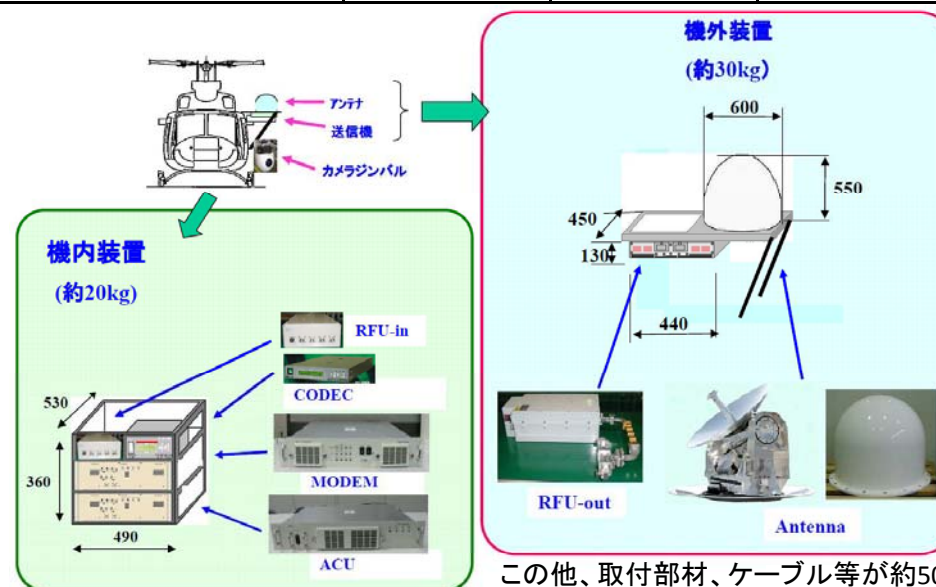 アンテナ
送信機
カメラジンバル
機外装置
(約30kg)
600
550
450
130
440
RFU-out
Antenna
機内装置
(約20kg)
RFU-in
CODEC
MODEM
ACU
530
360
490
この他、取付部材、ケーブル等が約50